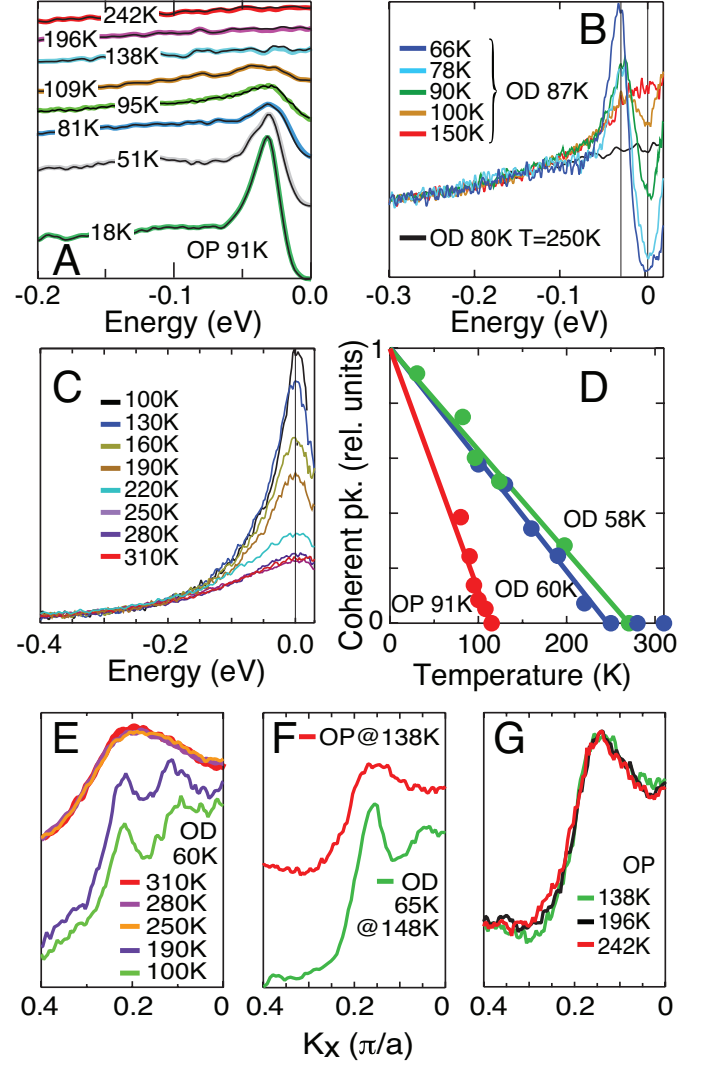 242K
196K
138K
109K
95K
81K
51K
18K
OP 91K
A
-0.2
-0.1
0.0
Energy (eV)
B
66K
78K
90K
100K
150K
OD 87K
OD 80K T=250K
-0.3
-0.2
-0.1
0
Energy (eV)
C
100K
130K
160K
190K
220K
250K
280K
310K
-0.4
-0.2
0.0
Energy (eV)
D
Coherent pk. (rel. units)
1
0
OD 58K
OD 60K
OP 91K
0
100
200
300
Temperature (K)
E
OD
60K
310K
280K
250K
190K
100K
0.4
0.2
0
F
OP@138K
OD
65K
@148K
0.4
0.2
0
G
OP
138K
196K
242K
0.4
0.2
0
Kx (π/a)